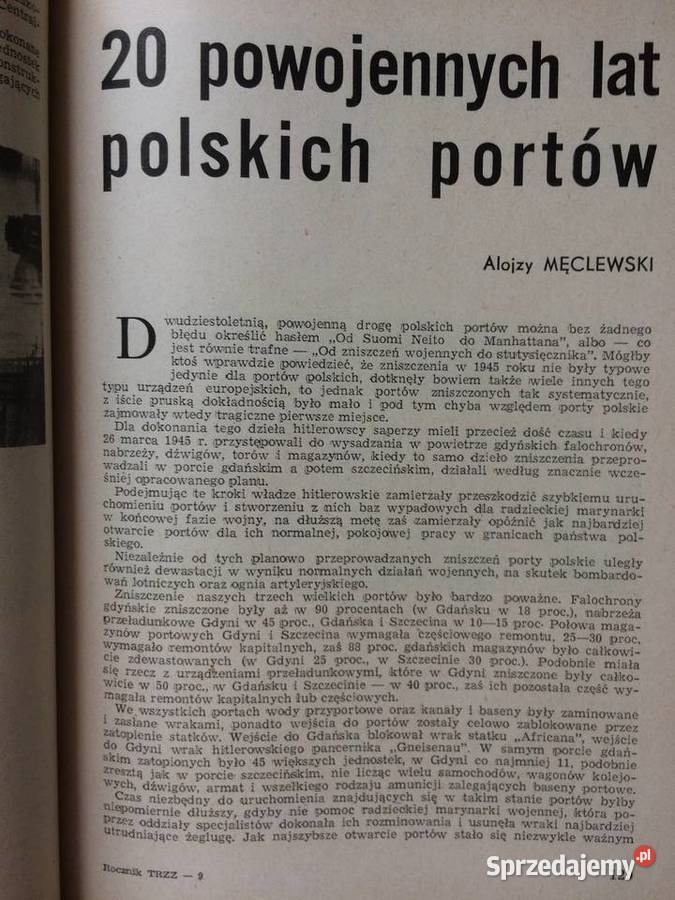 Central-
okonane
ednostek
onstruk-
gających
20 powojennych lat
polskich portów
Alojzy MĘCLEWSKI
Dwudziestoletnią, powojenną drogę polskich portów można bez żadnego
błędu określić hasłem „Od Suomi Neito do Manhattana”, albo — co
jest równie trafne — „Od zniszczeń wojennych do stutysięcznika”. Mógłby
ktoś wprawdzie powiedzieć, że zniszczenia w 1945 roku nie były typowe
jedynie dla portów polskich, dotknęły bowiem także wiele innych tego
typu urządzeń europejskich, to jednak portów zniszczonych tak systematycznie,
z iście pruską dokładnością było mało i pod tym chyba względem porty polskie
zajmowały wtedy tragiczne pierwsze miejsce.
Dla dokonania tego dzieła hitlerowscy saperzy mieli przecież dość czasu i kiedy
26 marca 1945 r. przystępowali do wysadzania w powietrze gdyńskich falochronów,
nabrzeży, dźwigów, torów i magazynów, kiedy to samo dzieło zniszczenia przepro-
wadzali w porcie gdańskim a potem szczecińskim, działali według znacznie wcze-
śniej opracowanego planu.
Podejmując te kroki władze hitlerowskie zamierzały przeszkodzić szybkiemu uru-
chomieniu portów i stworzeniu z nich baz wypadowych dla radzieckiej marynarki
w końcowej fazie wojny, na dłuższą metę zaś zamierzały opóźnić jak najbardziej
otwarcie portów dla ich normalnej, pokojowej pracy w granicach państwa pol-
skiego.
Niezależnie od tych planowo przeprowadzanych zniszczeń porty polskie uległy
również dewastacji w wyniku normalnych działań wojennych, na skutek bombardo-
wań lotniczych oraz ognia artyleryjskiego.
Zniszczenie naszych trzech wielkich portów było bardzo poważne. Falochrony
gdyńskie zniszczone były aż w 90 procentach (w Gdańsku w 18 proc.), nabrzeża
przeładunkowe Gdyni w 45 proc., Gdańska i Szczecina w 10—15 proc. Połowa maga-
zynów portowych Gdyni i Szczecina wymagała częściowego remontu, 25—30 proc.
wymagało remontów kapitalnych, zaś 88 proc. gdańskich magazynów było całkowi-
cie zdewastowanych (w Gdyni 25 proc., w Szczecinie 30 proc.). Podobnie miała
się rzecz z urządzeniami przeładunkowymi, które w Gdyni zniszczone były całko-
wicie w 50 proc., w Gdańsku i Szczecinie — w 40 proc., zaś ich pozostała część wy-
magała remontów kapitalnych lub częściowych.
We wszystkich portach wody przyportowe oraz kanały i baseny były zaminowane
i zasłane wrakami, ponadto wejścia do portów zostały celowo zablokowane przez
zatopienie statków. Wejście do Gdańska blokował wrak statku „Africana”, wejście
do Gdyni wrak hitlerowskiego pancernika „Gneisenau”. W samym porcie gdań-
skim zatopionych było 45 większych jednostek, w Gdyni co najmniej 11, podobnie
zresztą jak w porcie szczecińskim, nie licząc wielu samochodów, wagonów kolejo-
wych, dźwigów, armat i wszelkiego rodzaju amunicji zalegających baseny portowe.
Czas niezbędny do uruchomienia znajdujących się w takim stanie portów byłby
niepomiernie dłuższy, gdyby nie pomoc radzieckiej marynarki wojennej, która po-
przez oddziały specjalistów dokonała ich rozminowania i usunęła wraki najbardziej
utrudniające żeglugę. Jak najszybsze otwarcie portów stało się niezwykle ważnym
Rocznik TRZZ — 9
Sprzedajemy.pl